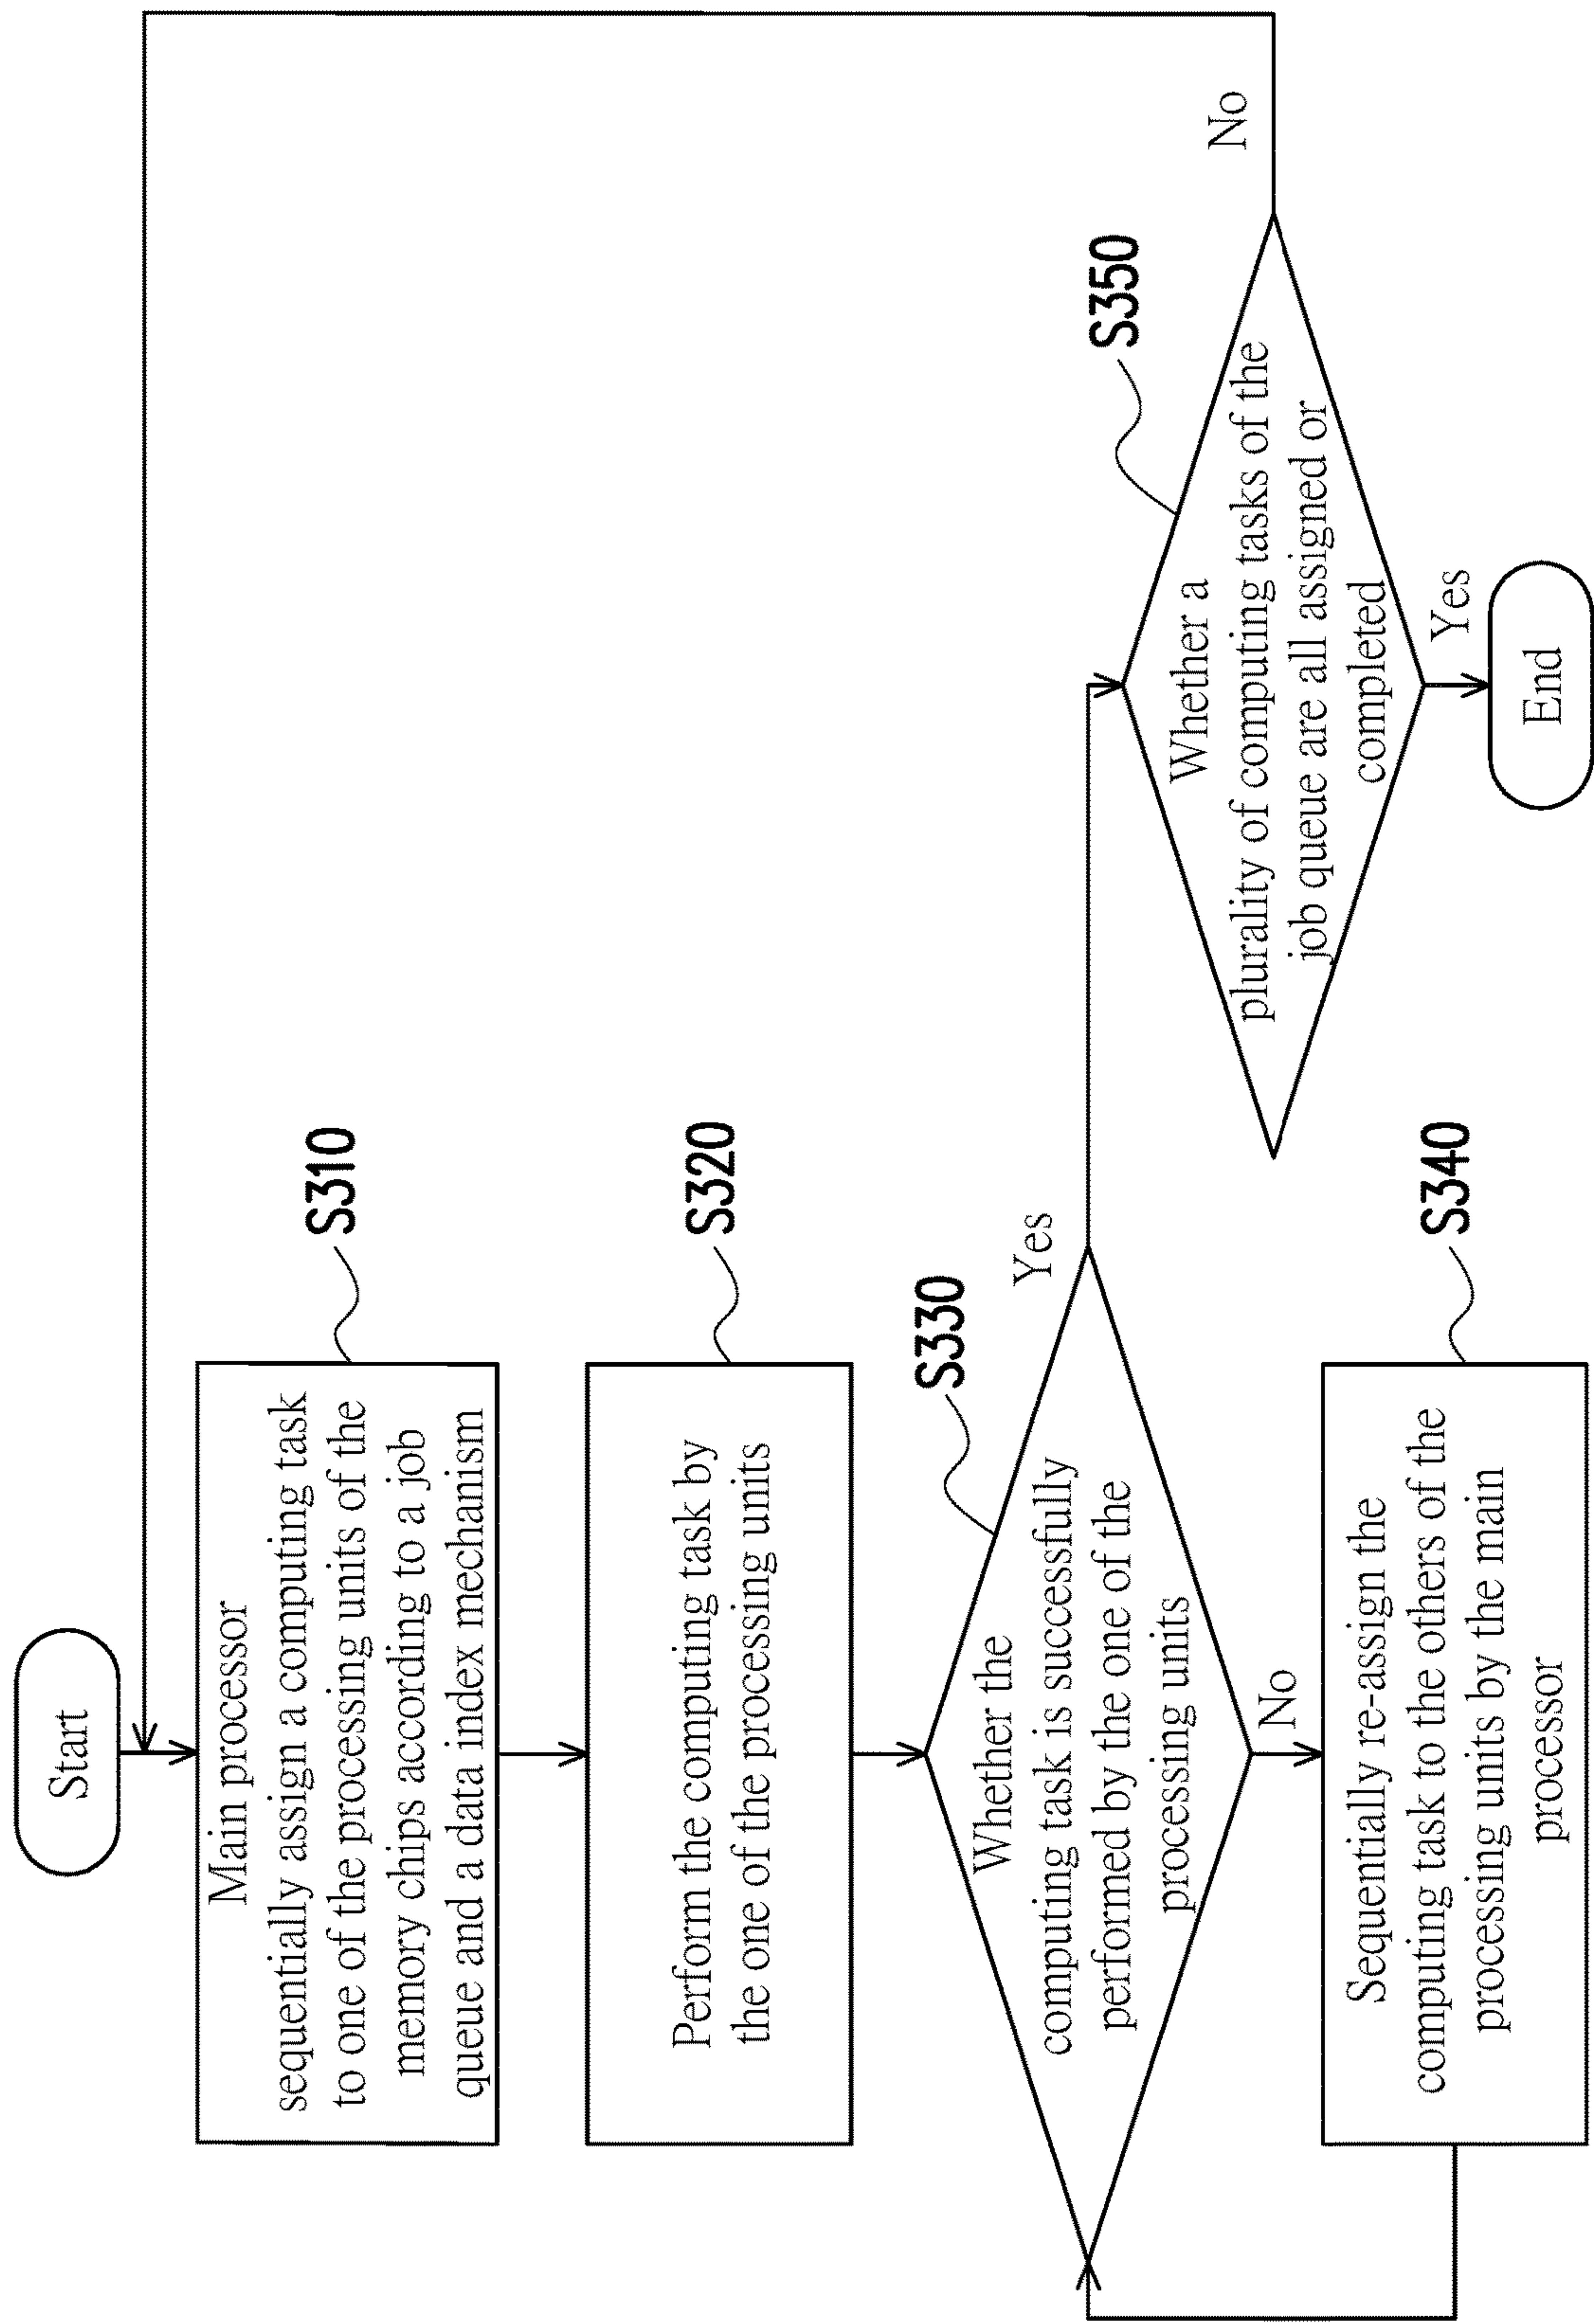 Start
Main processor
sequentially assign a computing task
to one of the processing units of the
memory chips according to a job
queue and a data index mechanism
S310
Perform the computing task by
the one of the processing units
S320
Whether the
computing task is successfully
performed by the one of the
processing units
S330
Yes
No
Sequentially re-assign the
computing task to the others of the
processing units by the main
processor
S340
Whether a
plurality of computing tasks of the
job queue are all assigned or
completed
S350
No
Yes
End